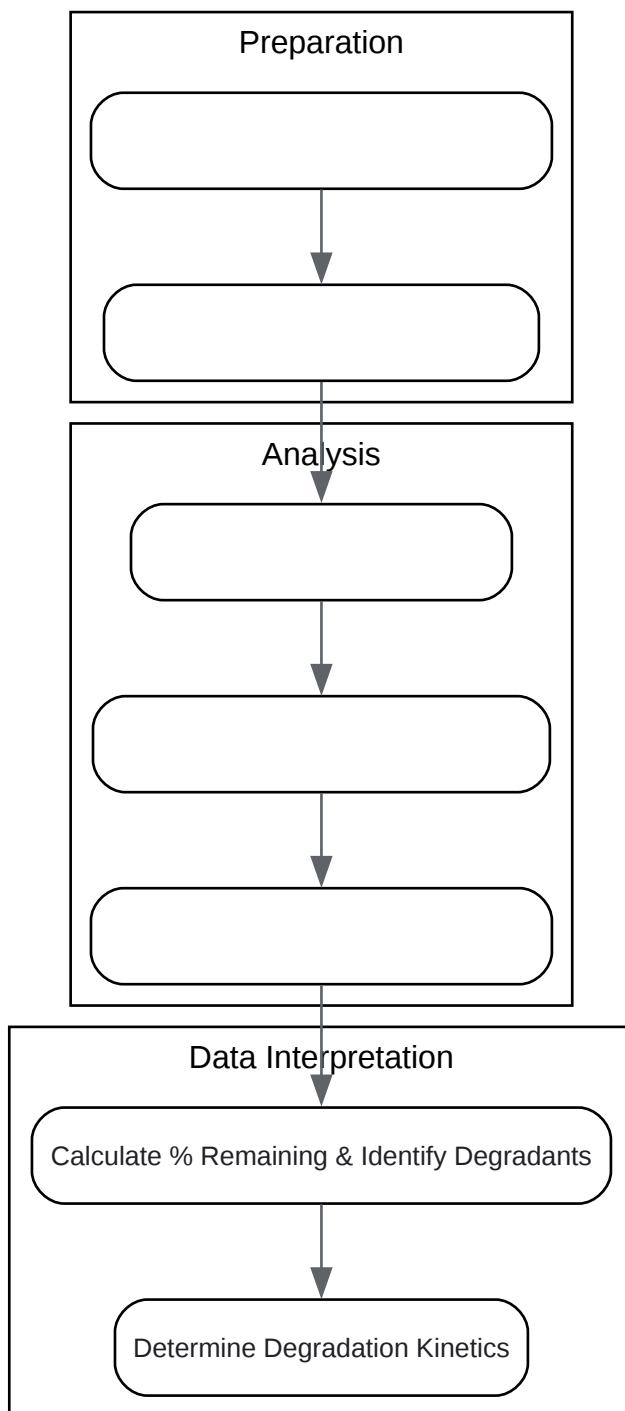 Preparation
Analysis
Data Interpretation
Calculate % Remaining & Identify Degradants
Determine Degradation Kinetics